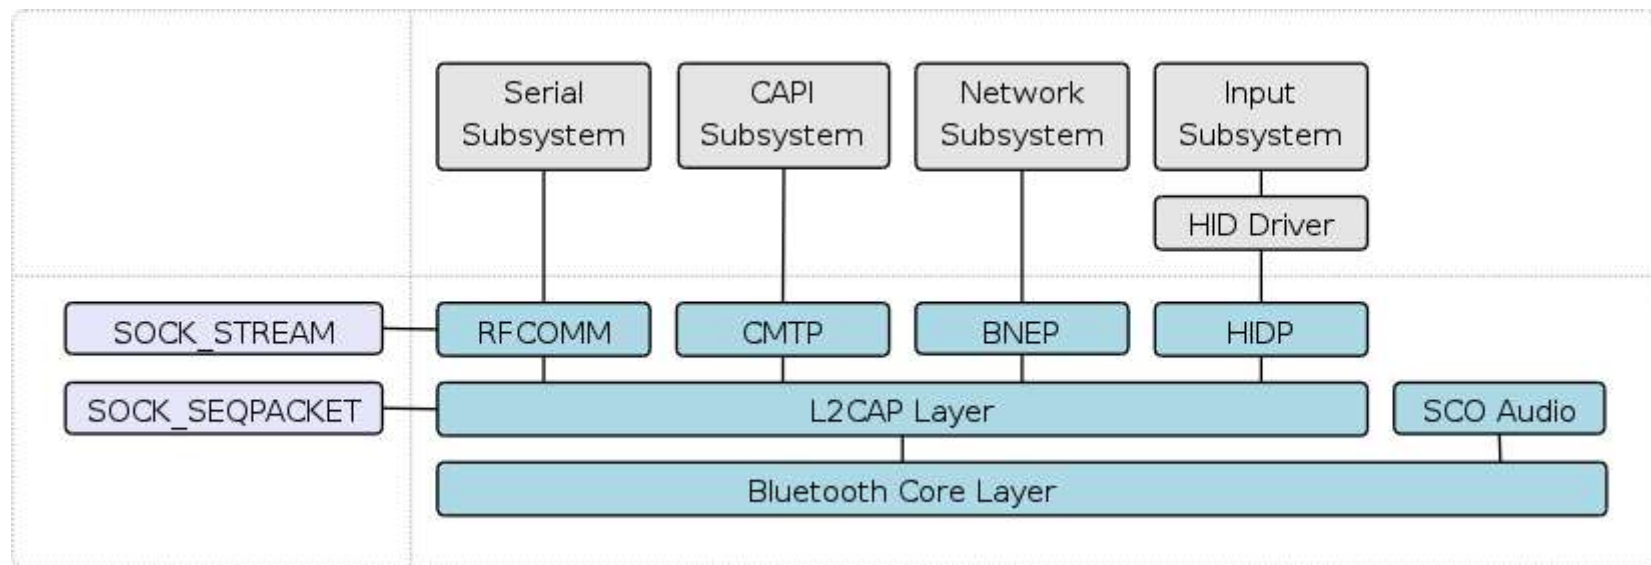 Serial
Subsystem
CAPI
Subsystem
Network
Subsystem
Input
Subsystem
HID Driver
SOCK_STREAM
RFCOMM
CMTP
BNEP
HIDP
SOCK_SEQPACKET
L2CAP Layer
SCO Audio
Bluetooth Core Layer